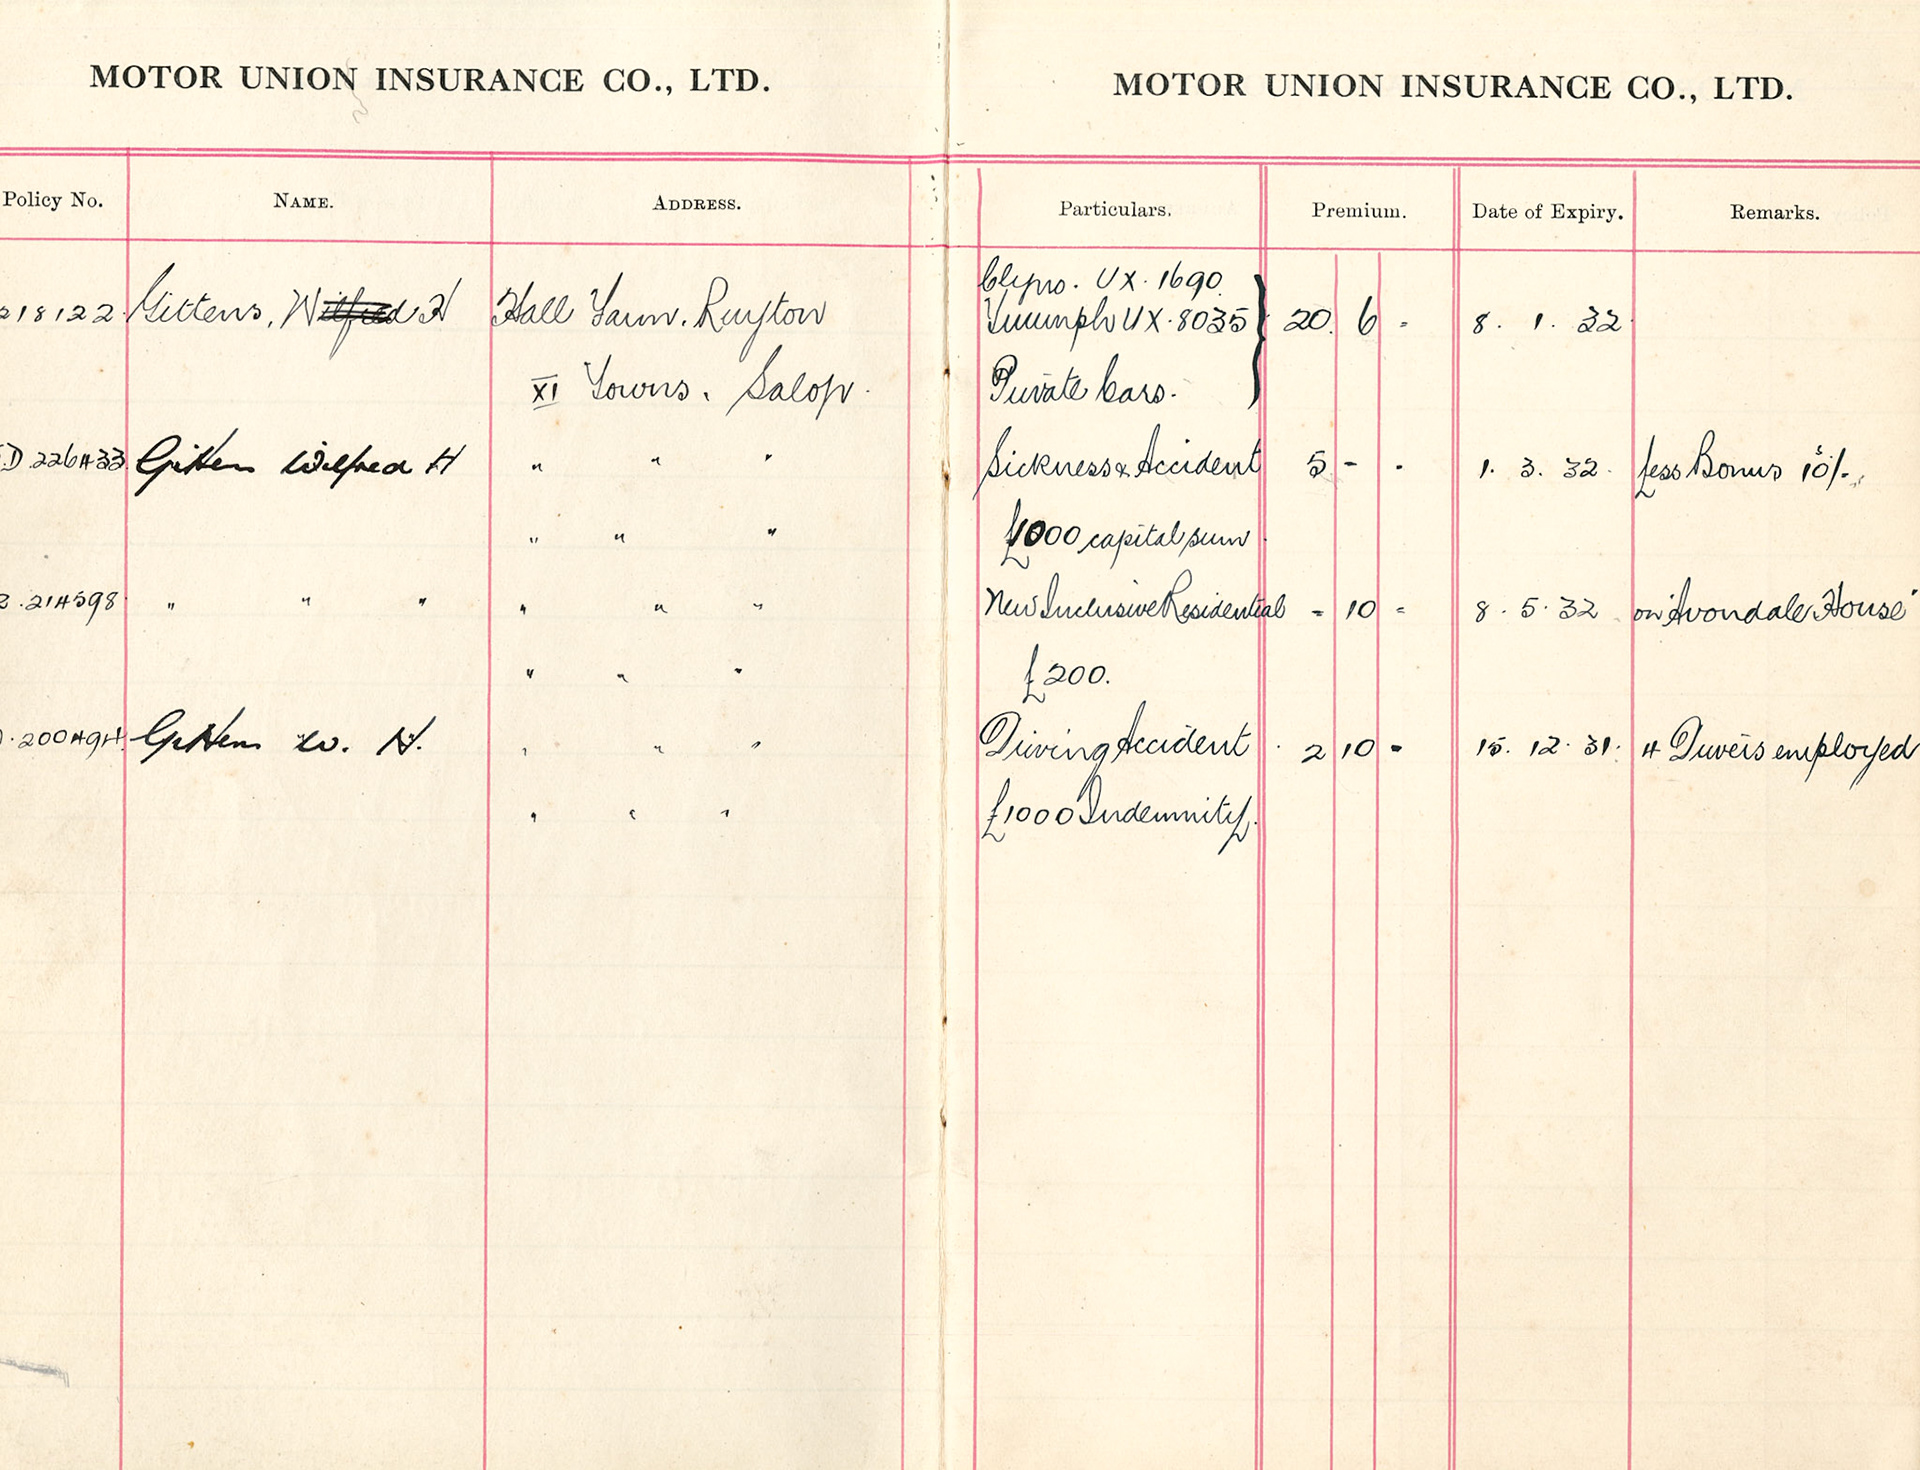 MOTOR UNION INSURANCE CO., LTD. MOTOR UNION INSURANCE CO., LTD.
Policy No. NAME. ADDRESS. Particulars. Premium. Date of Expiry. Remarks.
Clyno. UX. 1690
218122 Gittens, Wilfred H Hall Farm. Ruyton Triumph UX. 8035 20. 6 - 8. 1. 32
XI Towns. Salop. Private Cars.
D 226433 Gittens Wilfred H " " " Sickness & Accident 5 - - 1. 3. 32. Less Bonus 10/-.
" " " £1000 capital sum
.214598 " " " " " " New Inclusive Residential - 10 - 8. 5. 32. on "Avondale House"
" " " £200.
.200494 Gittens W. H. " " " Driving Accident 2 10 - 15. 12. 31. 4 Drivers employed
" " " £1000 Indemnity.